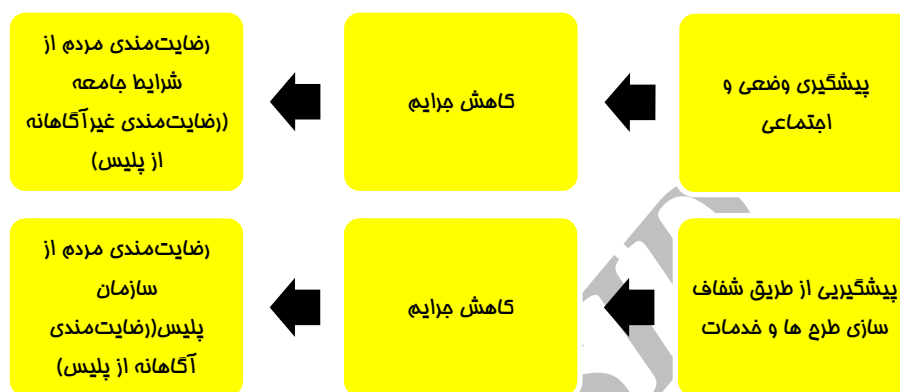 پیشگیری وضعی و
اجتماعی
کاهش جرایم
رضایت‌مندی مردم از
شرایط جامعه
(رضایت‌مندی غیرآگاهانه
از پلیس)
پیشگیریی از طریق شفاف
سازی طرح ها و خدمات
کاهش جرایم
رضایت‌مندی مردم از
سازمان
پلیس(رضایت‌مندی
آگاهانه از پلیس)